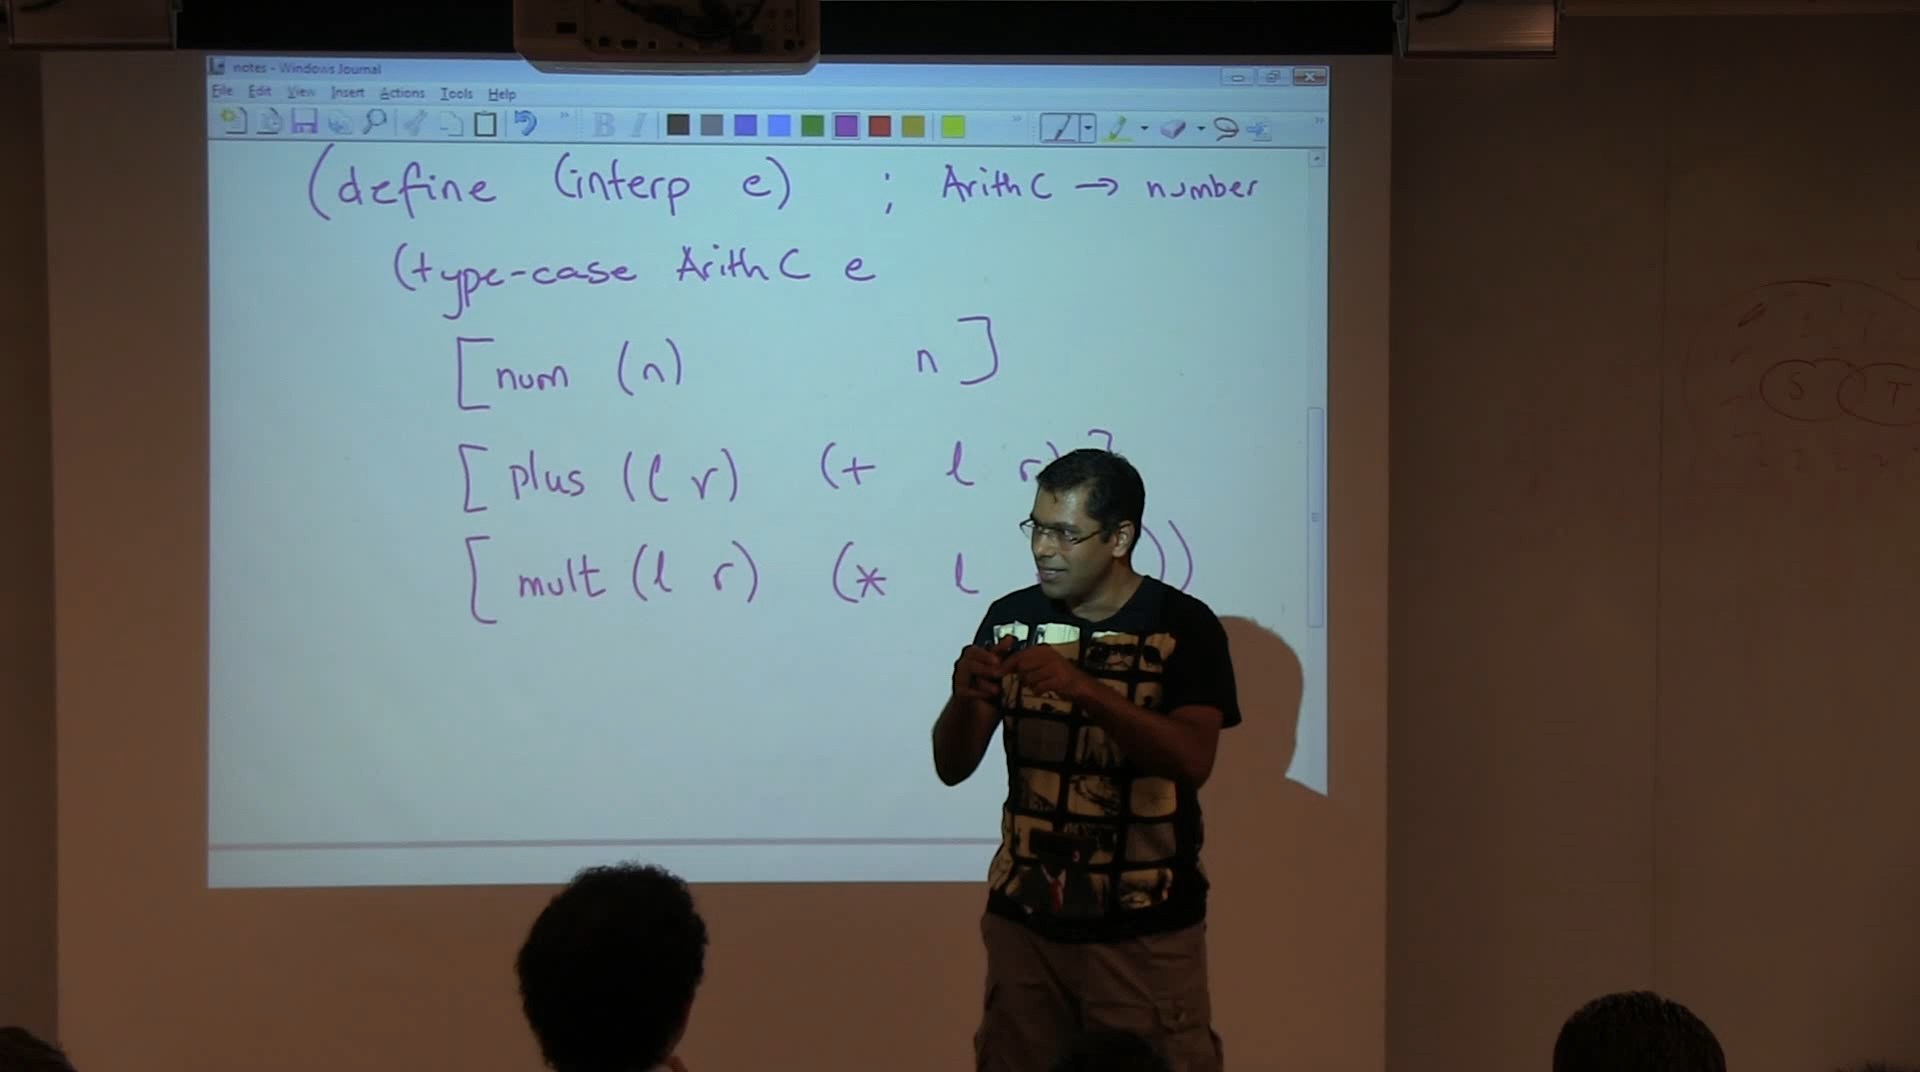 notes - Windows Journal
File Edit View Insert Actions Tools Help
B I
(define (interp e) ; ArithC → number
(type-case ArithC e
[num (n) n]
[plus (l r) (+ l r)]
[mult (l r) (* l ))
S T